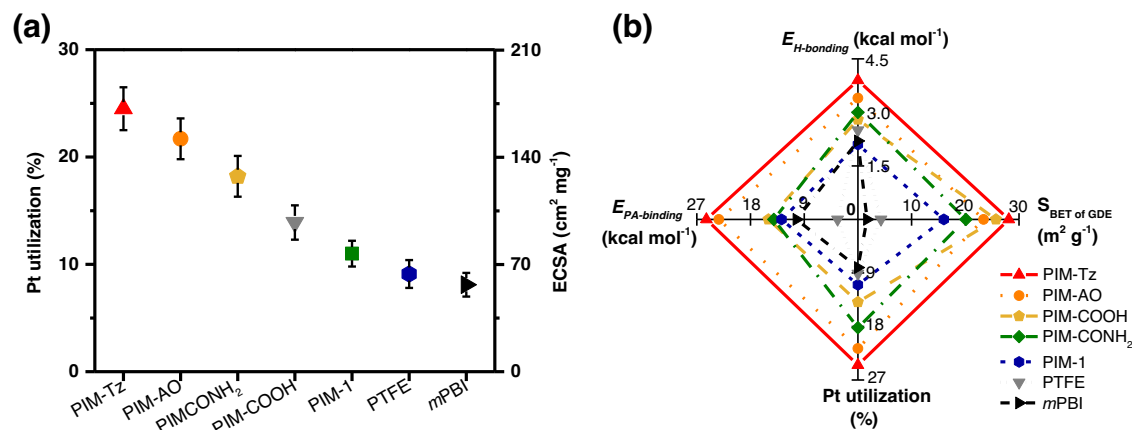 (a)
30
20
10
0
Pt utilization (%)
210
140
70
0
ECSA (cm² mg⁻¹)
PIM-Tz
PIM-AO
PIMCONH₂
PIM-COOH
PIM-1
PTFE
mPBI
(b)
E_H-bonding (kcal mol⁻¹)
4.5
3.0
1.5
27
18
9
0
10
20
30
E_PA-binding
(kcal mol⁻¹)
S_BET of GDE
(m² g⁻¹)
9
18
27
Pt utilization
(%)
PIM-Tz
PIM-AO
PIM-COOH
PIM-CONH₂
PIM-1
PTFE
mPBI